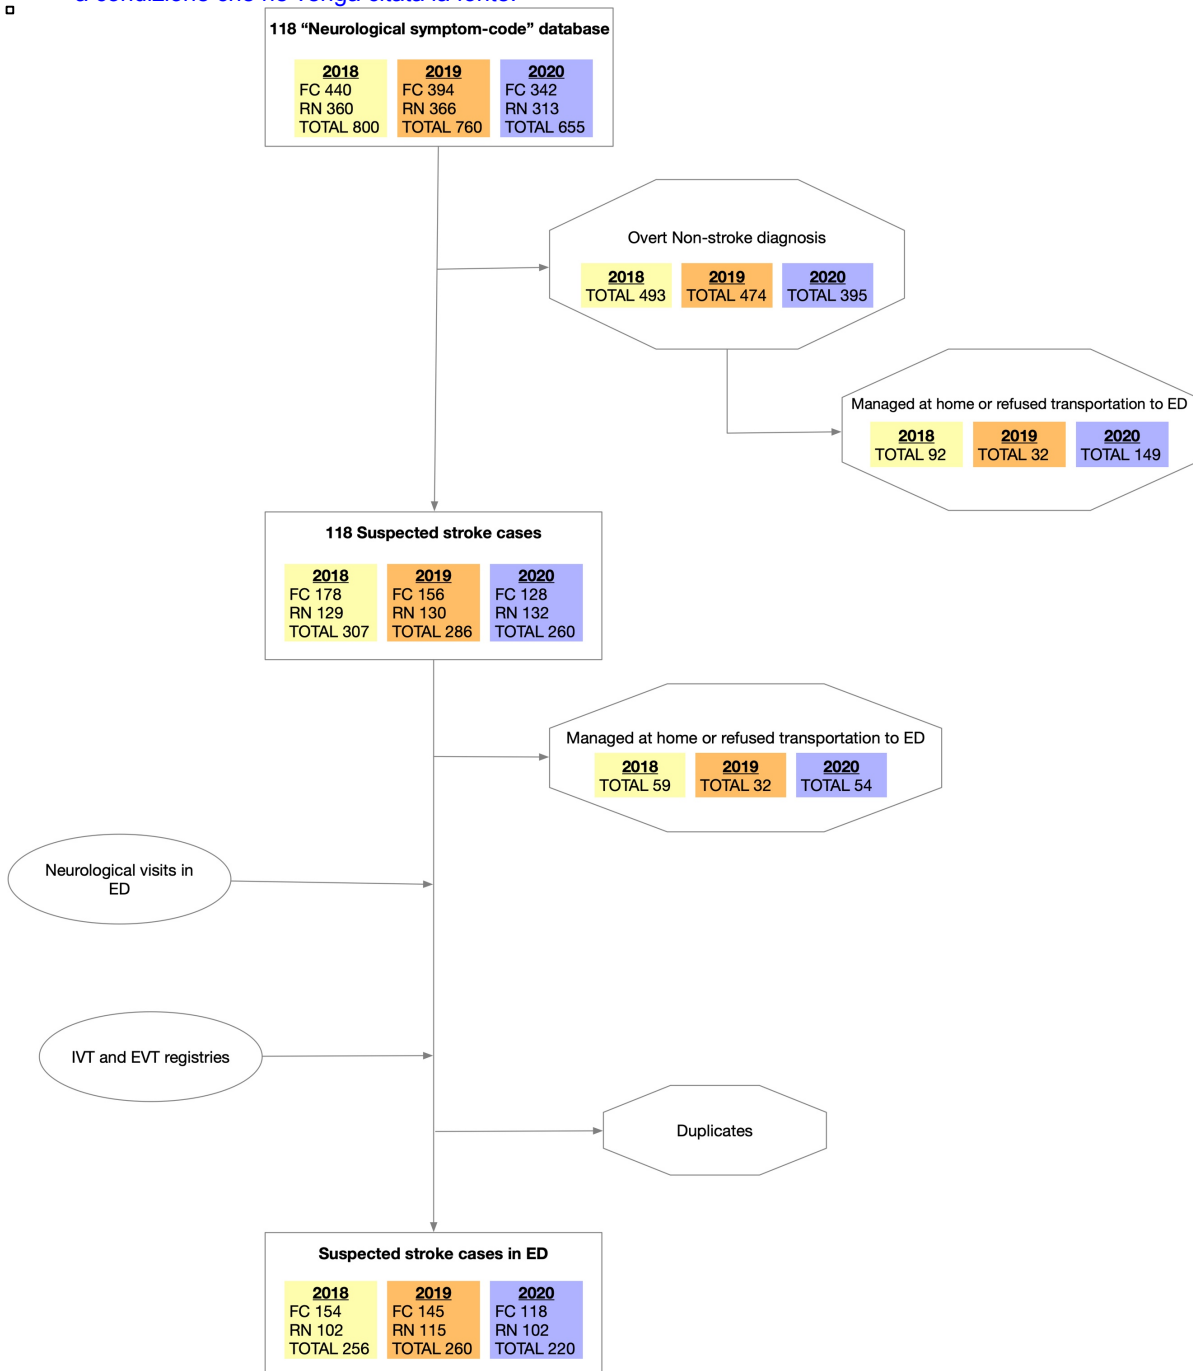 a condizione che ne venga citata la fonte.
118 “Neurological symptom-code” database
2018
FC 440
RN 360
TOTAL 800
2019
FC 394
RN 366
TOTAL 760
2020
FC 342
RN 313
TOTAL 655
Overt Non-stroke diagnosis
2018
TOTAL 493
2019
TOTAL 474
2020
TOTAL 395
Managed at home or refused transportation to ED
2018
TOTAL 92
2019
TOTAL 32
2020
TOTAL 149
118 Suspected stroke cases
2018
FC 178
RN 129
TOTAL 307
2019
FC 156
RN 130
TOTAL 286
2020
FC 128
RN 132
TOTAL 260
Managed at home or refused transportation to ED
2018
TOTAL 59
2019
TOTAL 32
2020
TOTAL 54
Neurological visits in
ED
IVT and EVT registries
Duplicates
Suspected stroke cases in ED
2018
FC 154
RN 102
TOTAL 256
2019
FC 145
RN 115
TOTAL 260
2020
FC 118
RN 102
TOTAL 220